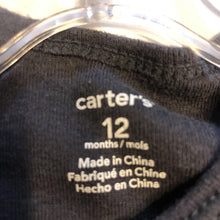 carter's
12
months / mois
Made in China
Fabriqué en Chine
Hecho en China